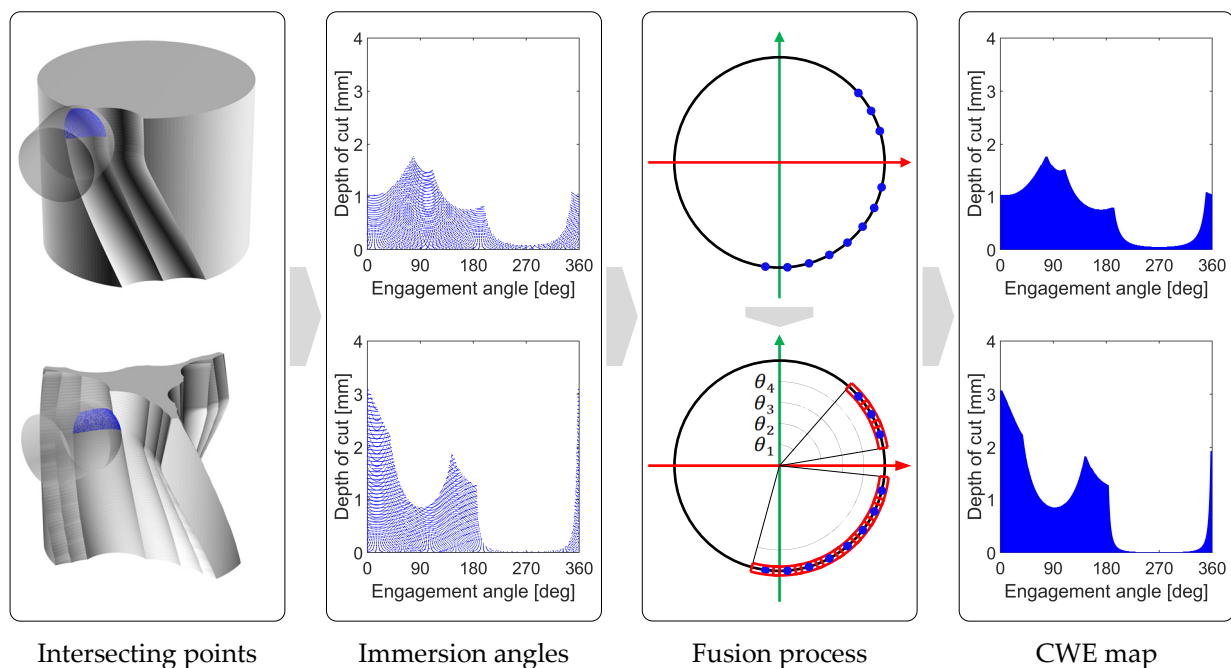 4
3
2
1
0
Depth of cut [mm]
0 90 180 270 360
Engagement angle [deg]
4
3
2
1
0
Depth of cut [mm]
0 90 180 270 360
Engagement angle [deg]
θ4
θ3
θ2
θ1
4
3
2
1
0
Depth of cut [mm]
0 90 180 270 360
Engagement angle [deg]
4
3
2
1
0
Depth of cut [mm]
0 90 180 270 360
Engagement angle [deg]
Intersecting points Immersion angles Fusion process CWE map